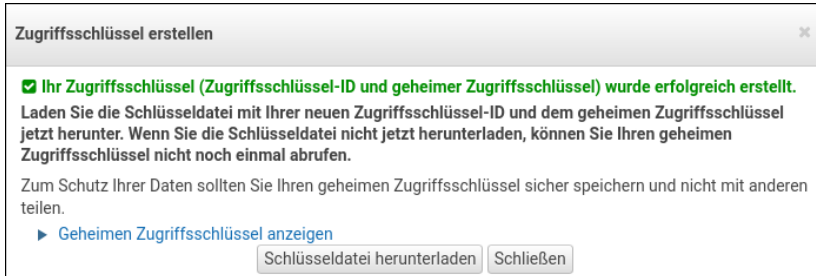 Zugriffsschlüssel erstellen
Ihr Zugriffsschlüssel (Zugriffsschlüssel-ID und geheimer Zugriffsschlüssel) wurde erfolgreich erstellt.
Laden Sie die Schlüsseldatei mit Ihrer neuen Zugriffsschlüssel-ID und dem geheimen Zugriffsschlüssel
jetzt herunter. Wenn Sie die Schlüsseldatei nicht jetzt herunterladen, können Sie Ihren geheimen
Zugriffsschlüssel nicht noch einmal abrufen.
Zum Schutz Ihrer Daten sollten Sie Ihren geheimen Zugriffsschlüssel sicher speichern und nicht mit anderen
teilen.
Geheimen Zugriffsschlüssel anzeigen
Schlüsseldatei herunterladen Schließen